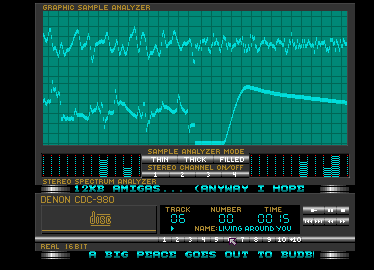 GRAPHIC SAMPLE ANALYZER
SAMPLE ANALYZER MODE
THIN THICK FILLED
STEREO CHANNEL ON/OFF
1 2 3 4
STEREO SPECTRUM ANALYZER
12KB AMIGAS... (ANYWAY I HOPE
DENON CDC-980
disc
TRACK NUMBER TIME
06 00 00:15
NAME:LIVING AROUND YOU
1 2 3 4 5 6 7 8 9 10 +10
REAL 16BIT
A BIG PEACE GOES OUT TO BUDB